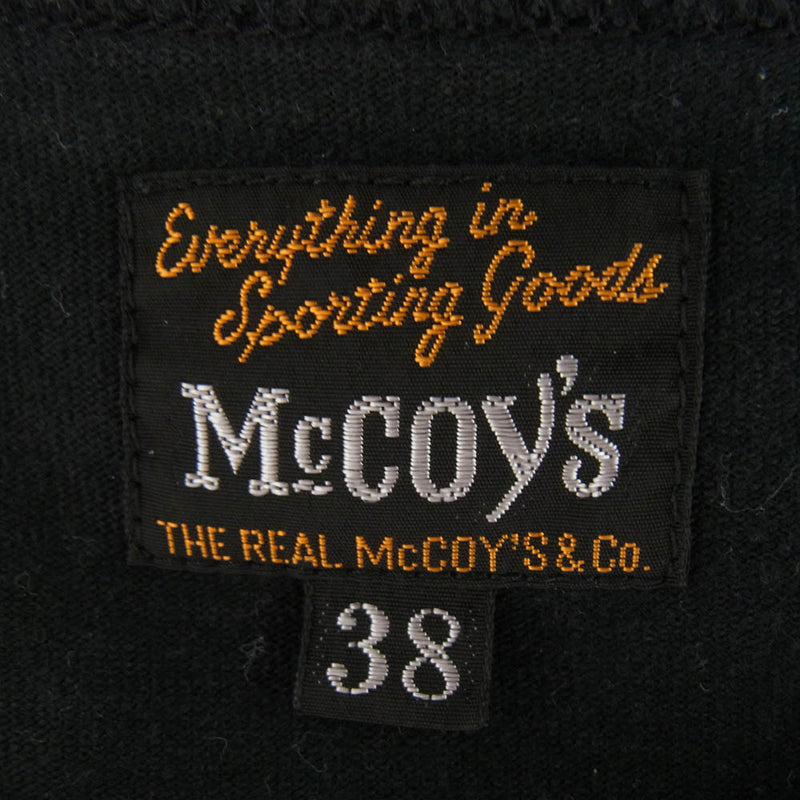 Everything in
Sporting Goods
McCOY'S
THE REAL McCOY'S & Co.
38